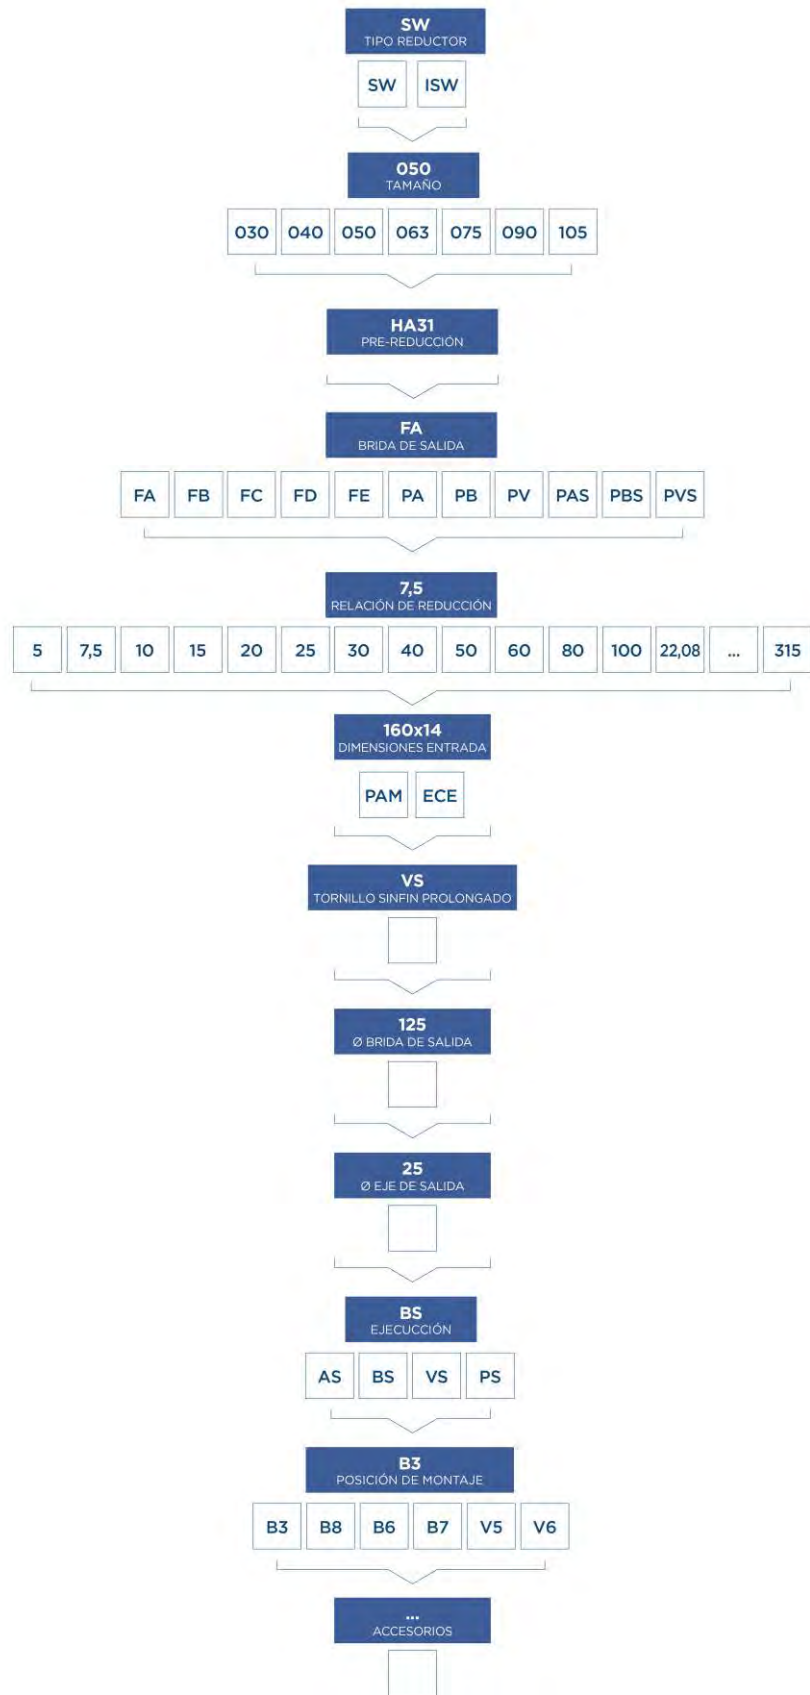 SW
TIPO REDUCTOR
SW ISW
050
TAMAÑO
030 040 050 063 075 090 105
HA31
PRE-REDUCCIÓN
FA
BRIDA DE SALIDA
FA FB FC FD FE PA PB PV PAS PBS PVS
7,5
RELACIÓN DE REDUCCIÓN
5 7,5 10 15 20 25 30 40 50 60 80 100 22,08 ... 315
160x14
DIMENSIONES ENTRADA
PAM ECE
VS
TORNILLO SINFIN PROLONGADO
125
Ø BRIDA DE SALIDA
25
Ø EJE DE SALIDA
BS
EJECUCCIÓN
AS BS VS PS
B3
POSICIÓN DE MONTAJE
B3 B8 B6 B7 V5 V6
...
ACCESORIOS